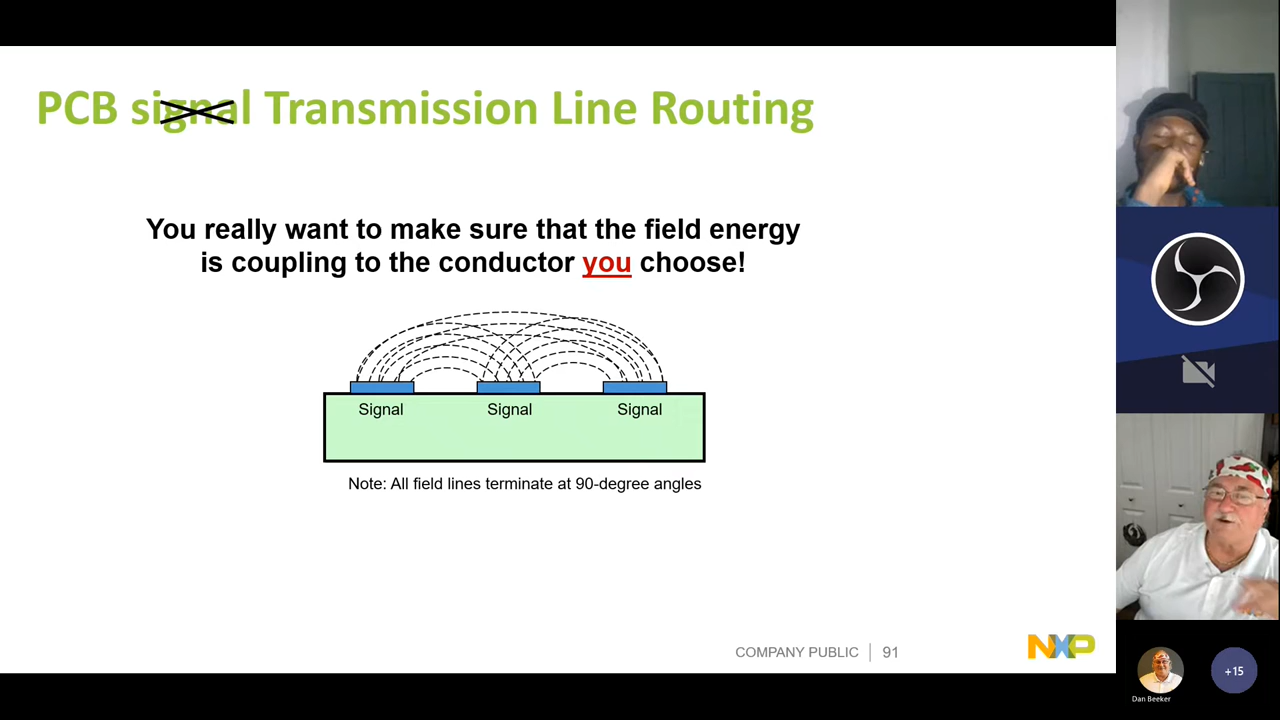 PCB signal Transmission Line Routing
You really want to make sure that the field energy
is coupling to the conductor you choose!
Signal Signal Signal
Note: All field lines terminate at 90-degree angles
COMPANY PUBLIC | 91
NXP
Dan Beeker
+15